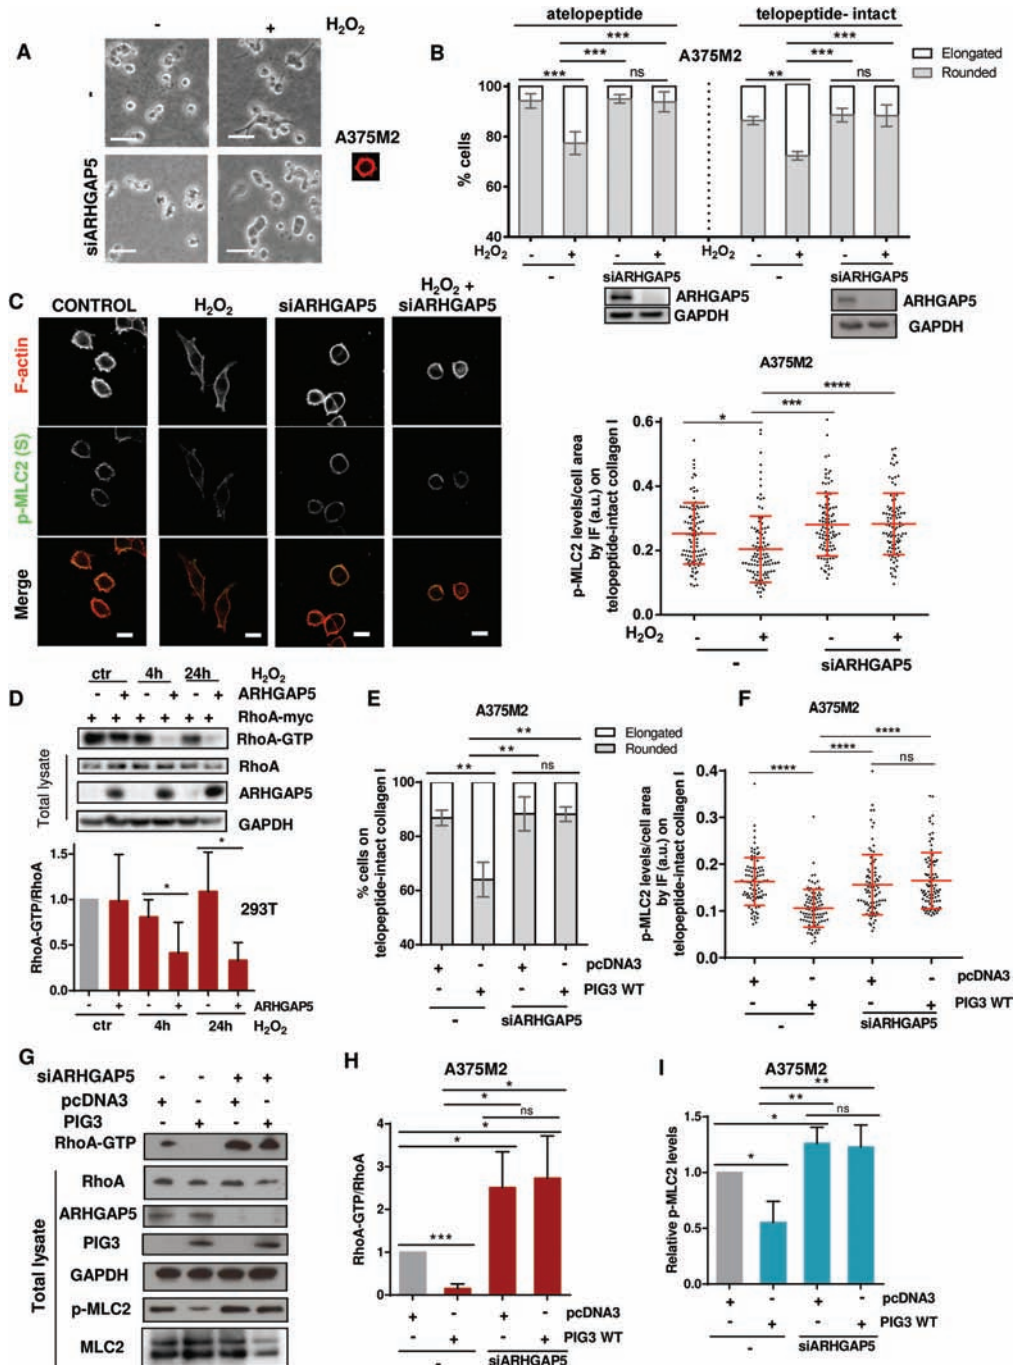 A
- + H₂O₂
-
siARHGAP5
A375M2
B
atelopeptide telopeptide- intact
*** ***
*** ***
A375M2
*** ns ** ns
Elongated
Rounded
% cells
100
80
60
40
H₂O₂ - + - + - + - +
- siARHGAP5 - siARHGAP5
ARHGAP5
GAPDH
ARHGAP5
GAPDH
C
CONTROL H₂O₂ siARHGAP5 H₂O₂ + siARHGAP5
F-actin
p-MLC2 (S)
Merge
A375M2
****
* ***
p-MLC2 levels/cell area
by IF (a.u.) on
telopeptide-intact collagen I
0.6
0.4
0.2
0.0
H₂O₂ - + - +
- siARHGAP5
D
ctr 4h 24h H₂O₂
- + - + - + ARHGAP5
+ + + + + + RhoA-myc
RhoA-GTP
Total lysate
RhoA
ARHGAP5
GAPDH
RhoA-GTP/RhoA
1.5
1.0
0.5
0.0
* *
293T
- + - + - + ARHGAP5
ctr 4h 24h H₂O₂
E
A375M2
**
**
** ns
Elongated
Rounded
% cells on
telopeptide-intact collagen I
100
80
60
40
+ - + - pcDNA3
- + - + PIG3 WT
- siARHGAP5
F
A375M2
****
****
**** ns
p-MLC2 levels/cell area
by IF (a.u.) on
telopeptide-intact collagen I
0.4
0.3
0.2
0.1
0.0
+ - + - pcDNA3
- + - + PIG3 WT
- siARHGAP5
G
siARHGAP5 - - + +
pcDNA3 + - + -
PIG3 - + - +
RhoA-GTP
Total lysate
RhoA
ARHGAP5
PIG3
GAPDH
p-MLC2
MLC2
H
A375M2
*
*
ns
*
*
***
RhoA-GTP/RhoA
4
3
2
1
0
+ - + - pcDNA3
- + - + PIG3 WT
- siARHGAP5
I
A375M2
**
**
* ns
*
Relative p-MLC2 levels
1.5
1.0
0.5
0.0
+ - + - pcDNA3
- + - + PIG3 WT
- siARHGAP5